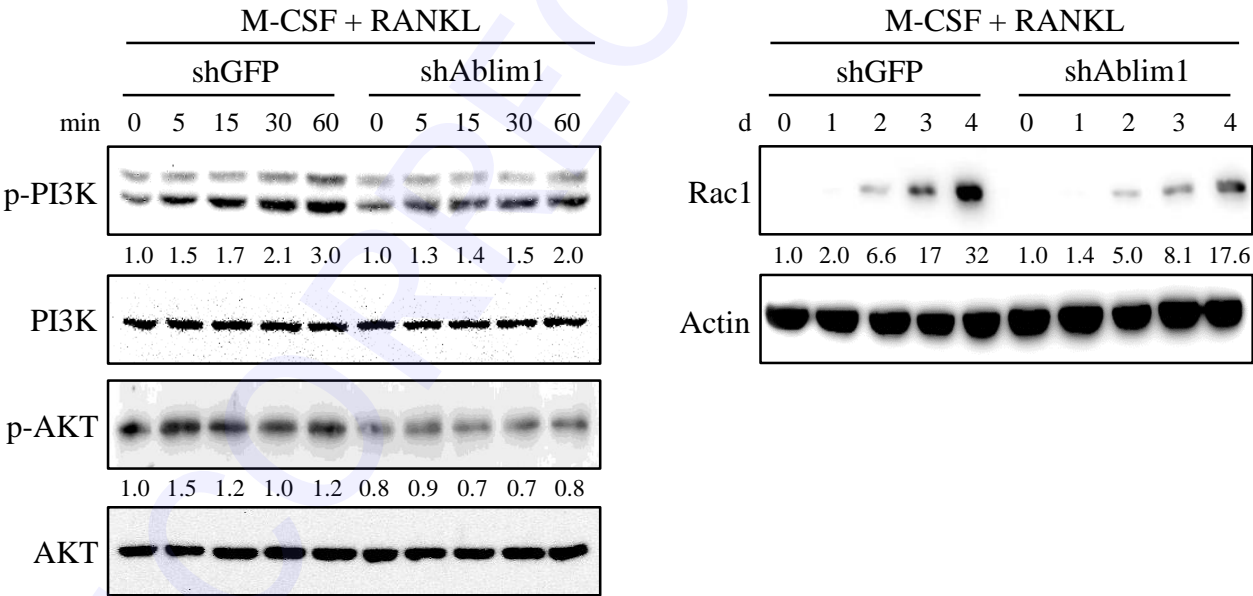 M-CSF + RANKL
shGFP shAblim1
min 0 5 15 30 60 0 5 15 30 60
p-PI3K
1.0 1.5 1.7 2.1 3.0 1.0 1.3 1.4 1.5 2.0
PI3K
p-AKT
1.0 1.5 1.2 1.0 1.2 0.8 0.9 0.7 0.7 0.8
AKT
M-CSF + RANKL
shGFP shAblim1
d 0 1 2 3 4 0 1 2 3 4
Rac1
1.0 2.0 6.6 17 32 1.0 1.4 5.0 8.1 17.6
Actin
CORREC